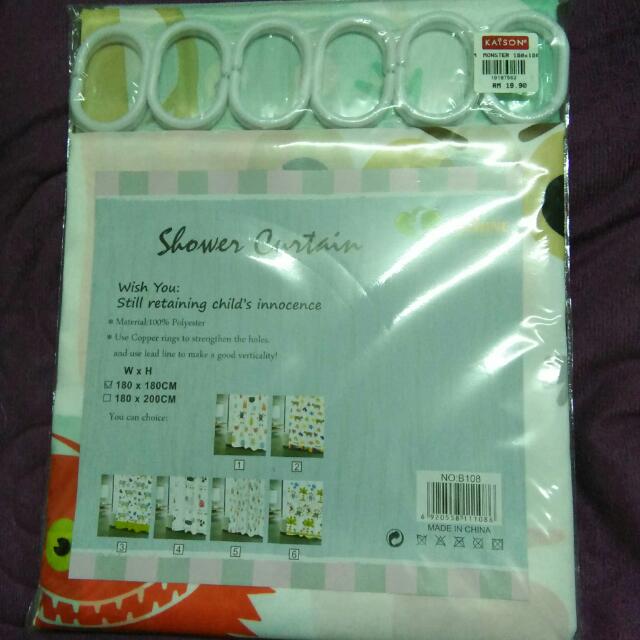 KAISON
MONSTER 180x180
19187562
RM 19.90
Shower Curtain
Wish You:
Still retaining child's innocence
Material:100% Polyester
Use Copper rings to strengthen the holes,
and use lead line to make a good verticality!
W x H
180 x 180CM
180 x 200CM
You can choice:
1
2
3
4
5
6
NO:B108
6920558111086
MADE IN CHINA